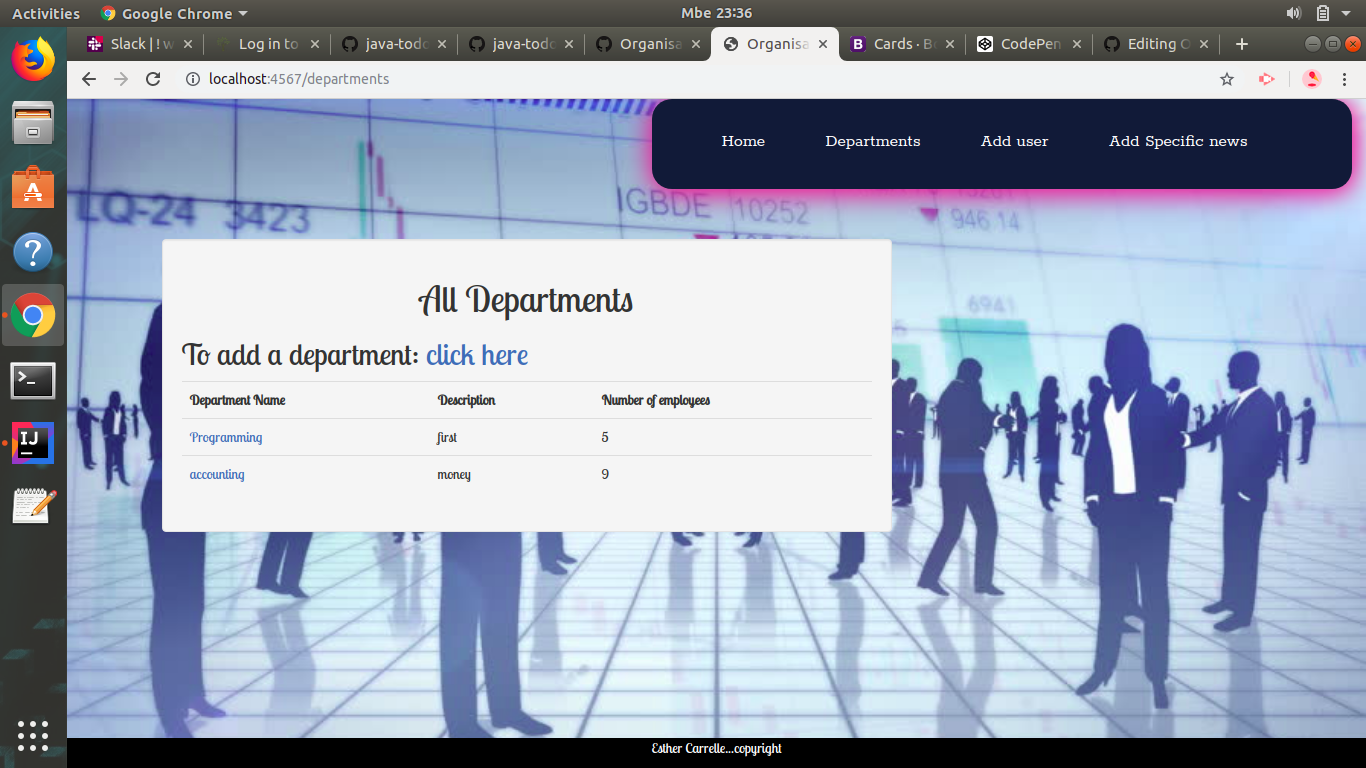 Activities Google Chrome Mbe 23:36
Slack | ! w Log in to java-todo java-todo Organisa Organisa Cards · B CodePen Editing O
localhost:4567/departments
Home Departments Add user Add Specific news
LQ-24 3423
IGBDE 10252
946.14
6941
All Departments
To add a department: click here
Department Name Description Number of employees
Programming first 5
accounting money 9
IJ
Esther Carrelle...copyright